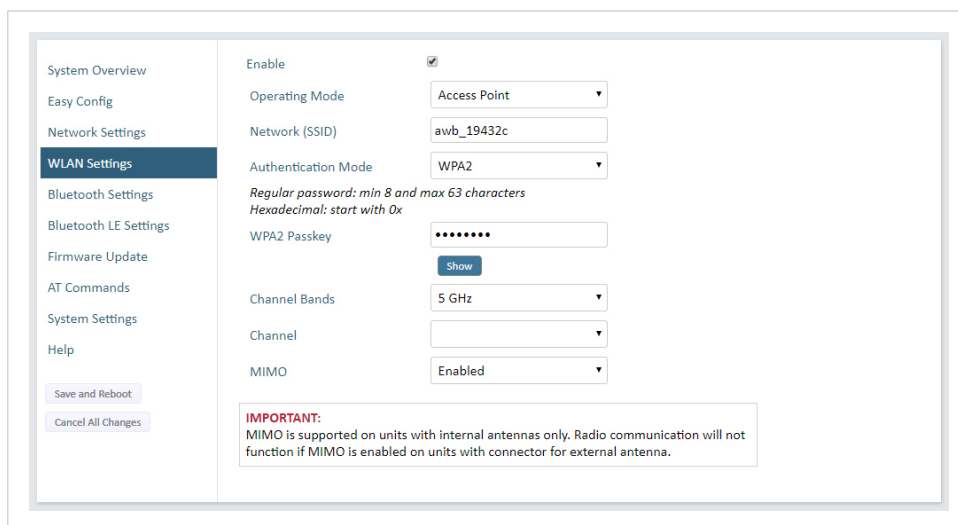 System Overview
Easy Config
Network Settings
WLAN Settings
Bluetooth Settings
Bluetooth LE Settings
Firmware Update
AT Commands
System Settings
Help
Save and Reboot
Cancel All Changes
Enable
Operating Mode Access Point
Network (SSID) awb_19432c
Authentication Mode WPA2
Regular password: min 8 and max 63 characters
Hexadecimal: start with 0x
WPA2 Passkey ••••••••
Show
Channel Bands 5 GHz
Channel
MIMO Enabled
IMPORTANT:
MIMO is supported on units with internal antennas only. Radio communication will not
function if MIMO is enabled on units with connector for external antenna.